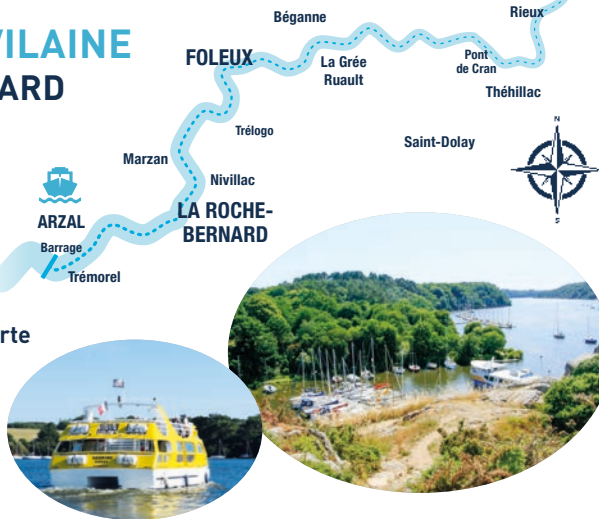 VILAINE
ARD
Béganne
Rieux
FOLEUX
La Grée
Ruault
Pont
de Cran
Théhillac
Trélogo
Saint-Dolay
Marzan
Nivillac
N
S
LA ROCHE-
BERNARD
ARZAL
Barrage
Trémorel
rte